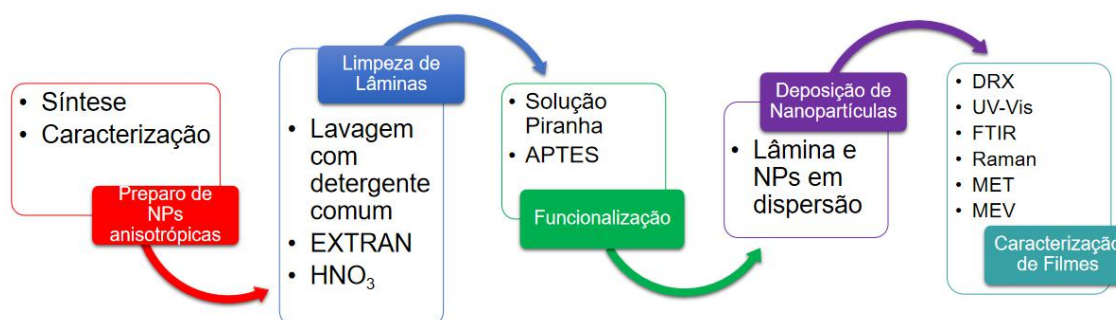 • Síntese
• Caracterização
Preparo de
NPs
anisotrópicas
Limpeza de
Lâminas
• Lavagem
com
detergente
comum
• EXTRAN
• HNO₃
• Solução
Piranha
• APTES
Funcionalização
Deposição de
Nanopartículas
• Lâmina e
NPs em
dispersão
• DRX
• UV-Vis
• FTIR
• Raman
• MET
• MEV
Caracterização
de Filmes